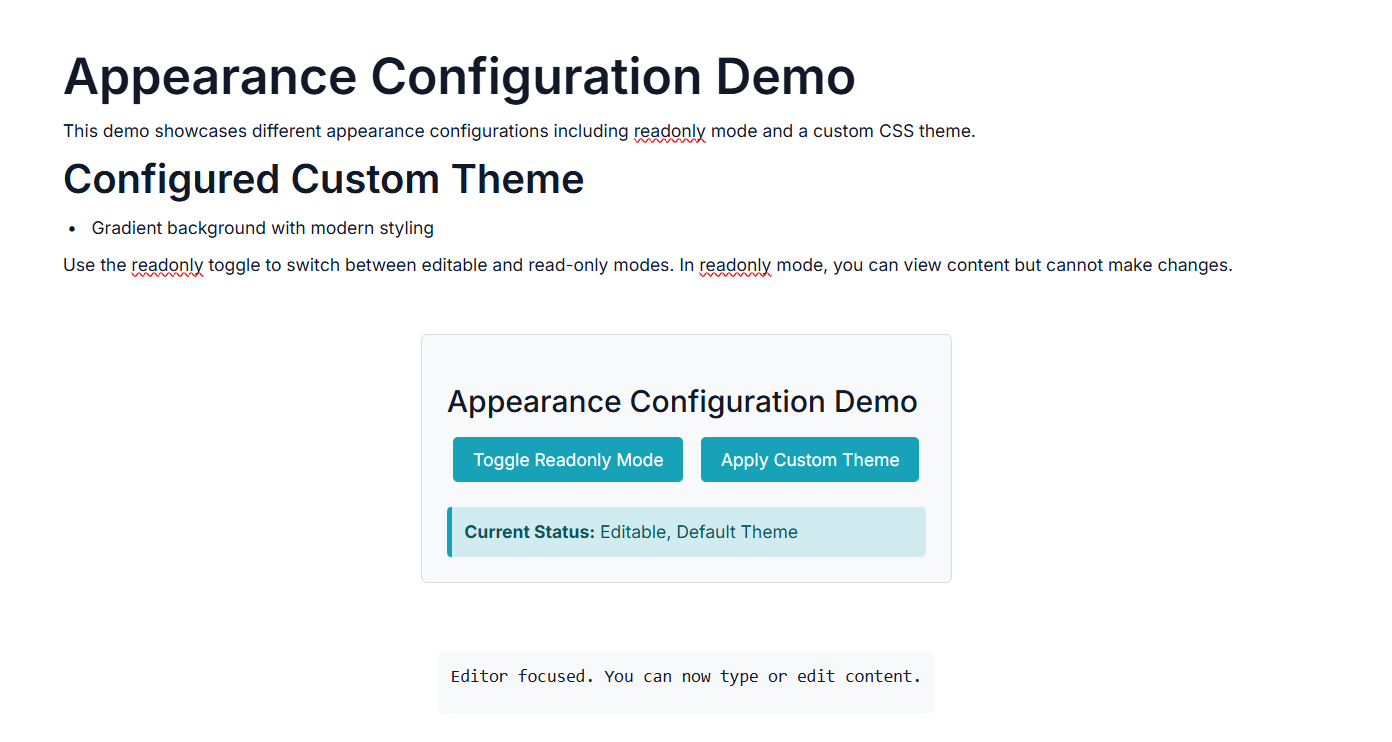 Appearance Configuration Demo
This demo showcases different appearance configurations including readonly mode and a custom CSS theme.
Configured Custom Theme
• Gradient background with modern styling
Use the readonly toggle to switch between editable and read-only modes. In readonly mode, you can view content but cannot make changes.
Appearance Configuration Demo
Toggle Readonly Mode Apply Custom Theme
Current Status: Editable, Default Theme
Editor focused. You can now type or edit content.